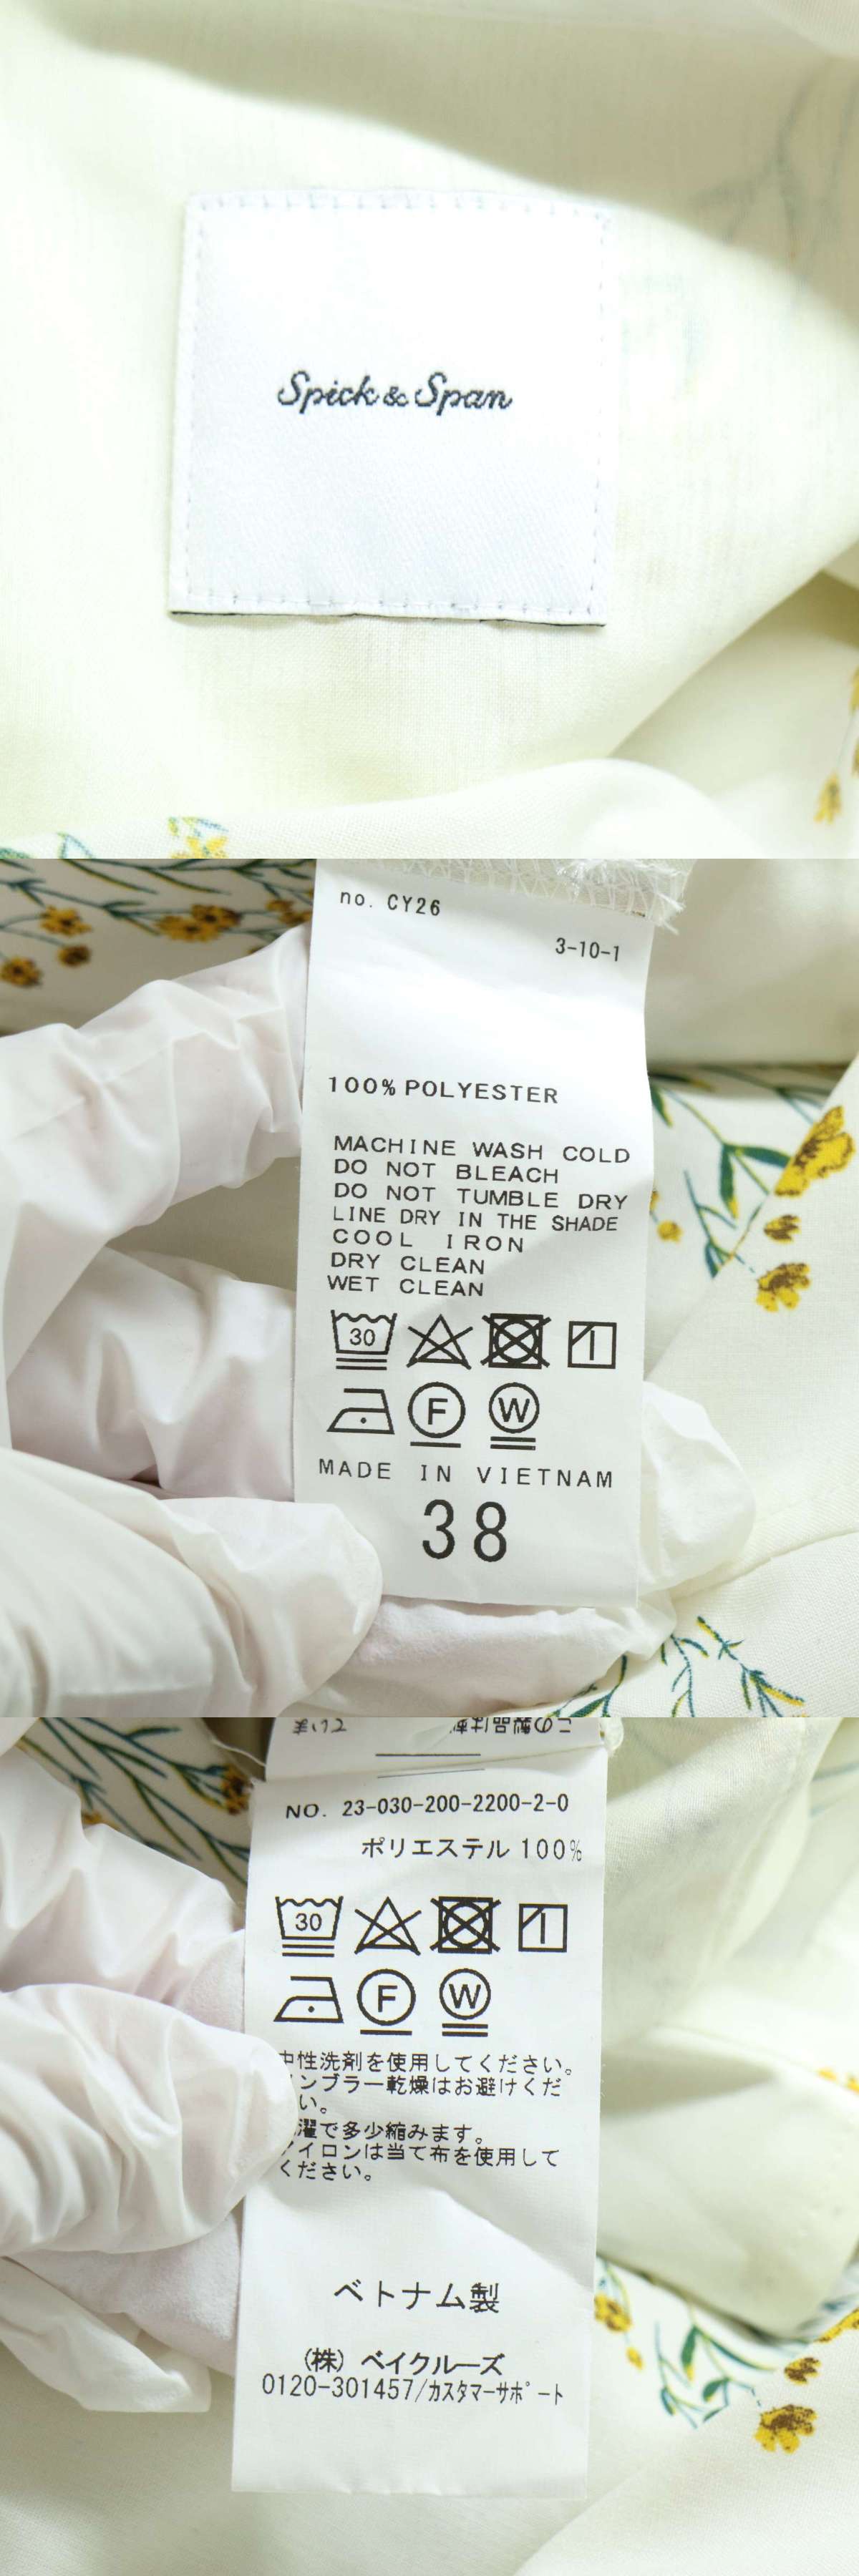 Spick & Span
no. CY26
3-10-1
100% POLYESTER
MACHINE WASH COLD
DO NOT BLEACH
DO NOT TUMBLE DRY
LINE DRY IN THE SHADE
COOL IRON
DRY CLEAN
WET CLEAN
30
F W
MADE IN VIETNAM
38
NO. 23-030-200-2200-2-0
ポリエステル 100%
30
F W
中性洗剤を使用してください。
ンブラー乾燥はお避けくだ
い。
濯で多少縮みます。
アイロンは当て布を使用して
ください。
ベトナム製
(株) ベイクルーズ
0120-301457/カスタマーサポート